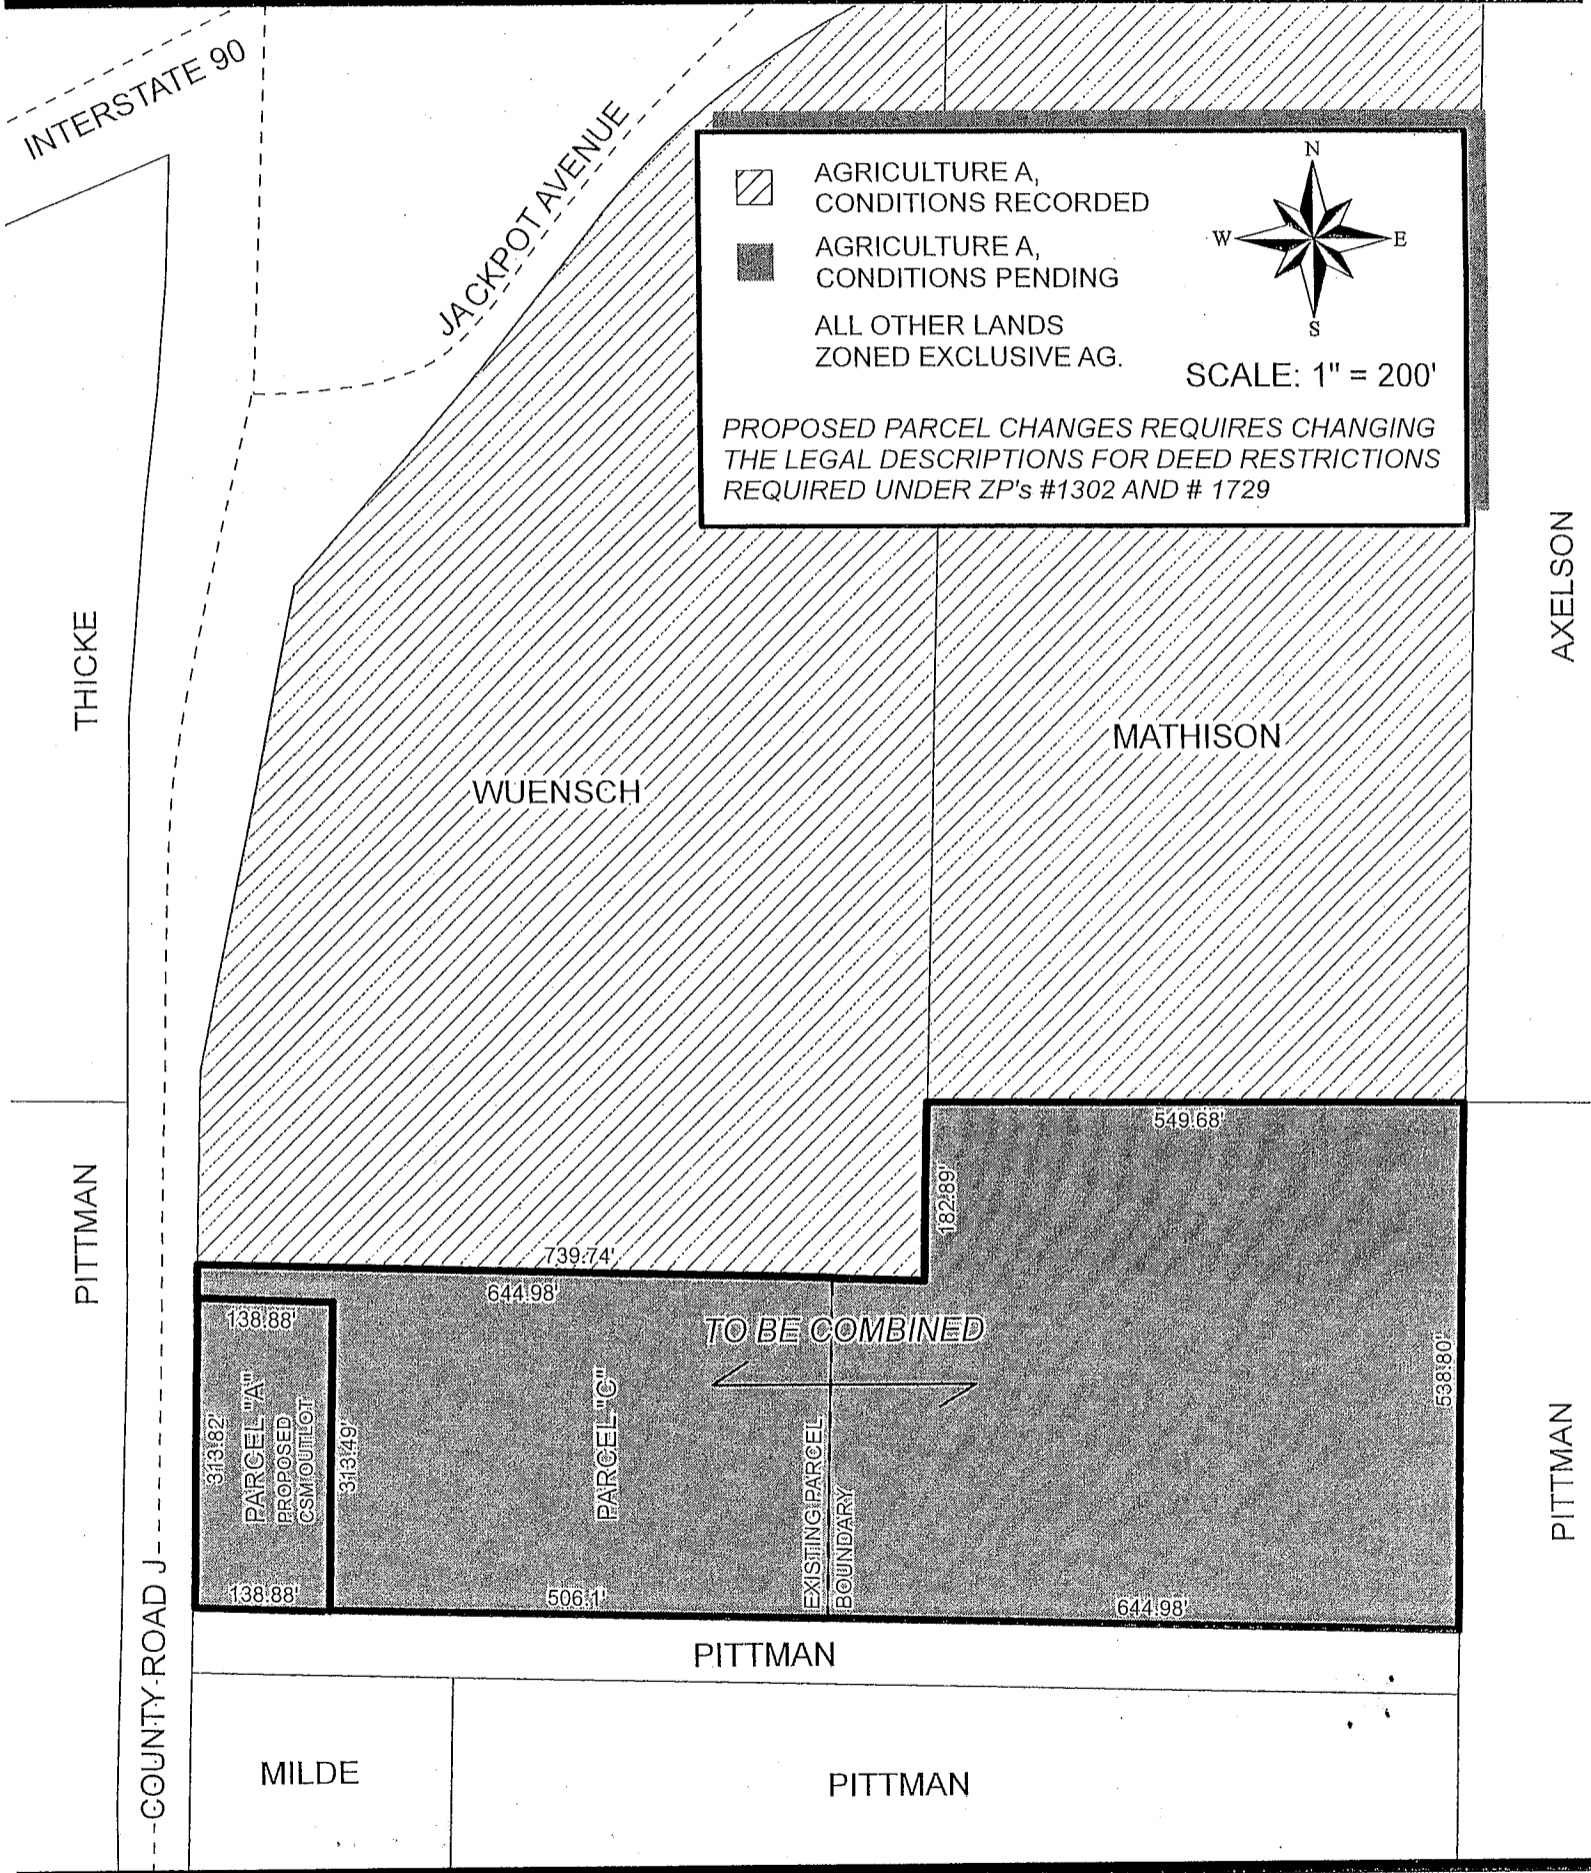 INTERSTATE 90
JACKPOT AVENUE
AGRICULTURE A,
CONDITIONS RECORDED
AGRICULTURE A,
CONDITIONS PENDING
ALL OTHER LANDS
ZONED EXCLUSIVE AG.
N
W
E
S
SCALE: 1" = 200'
PROPOSED PARCEL CHANGES REQUIRES CHANGING
THE LEGAL DESCRIPTIONS FOR DEED RESTRICTIONS
REQUIRED UNDER ZP's #1302 AND # 1729
THICKE
AXELSON
WUENSCH
MATHISON
PITTMAN
549.68'
182.89'
739.74'
644.98'
138.88'
TO BE COMBINED
538.80'
313.82'
PARCEL "A"
PROPOSED
CSM OUTLOT
313.49'
PARCEL "C"
EXISTING PARCEL
BOUNDARY
PITTMAN
138.88'
506.1'
644.98'
COUNTY ROAD J
PITTMAN
MILDE
PITTMAN